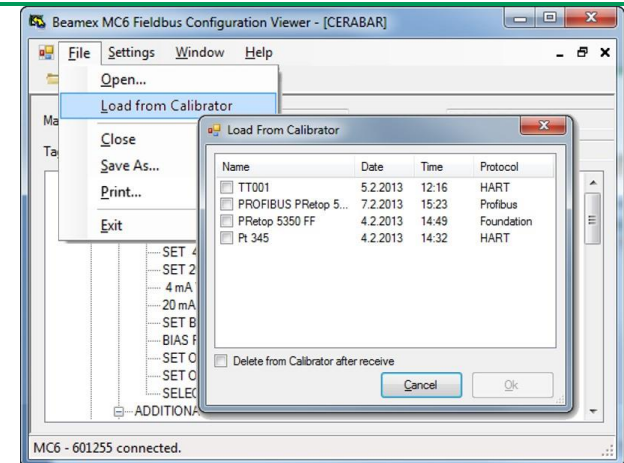 Beamex MC6 Fieldbus Configuration Viewer - [CERABAR]
File Settings Window Help
Open...
Load from Calibrator
Close
Save As...
Print...
Exit
Ma
Ta
Load From Calibrator
Name Date Time Protocol
TT001 5.2.2013 12:16 HART
PROFIBUS PRetop 5... 7.2.2013 15:23 Profibus
PRetop 5350 FF 4.2.2013 14:49 Foundation
Pt 345 4.2.2013 14:32 HART
Delete from Calibrator after receive
Cancel Ok
SET 4
SET 2
4 mA
20 mA
SET B
BIAS
SET O
SET O
SELEC
ADDITIONA
MC6 - 601255 connected.